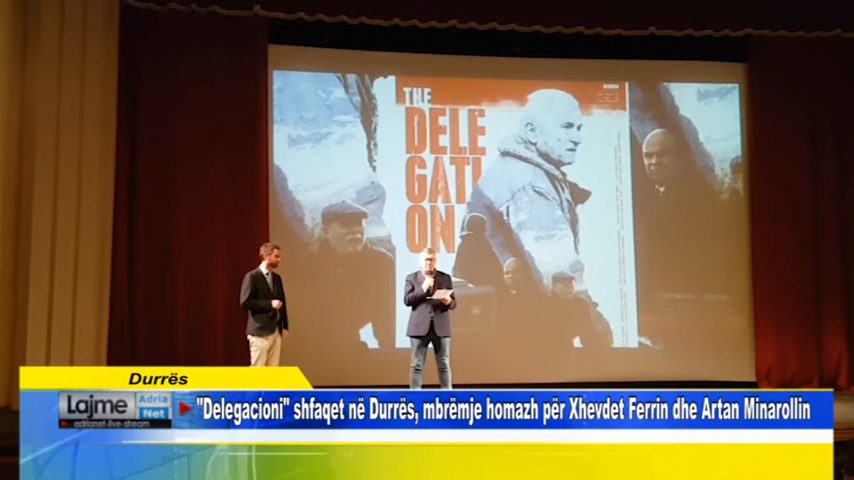 THE
DELE
GATI
ON
Durrës
Lajme
Adria
Net
adrianet-live-stream
"Delegacioni" shfaqet në Durrës, mbrëmje homazh për Xhevdet Ferrin dhe Artan Minarollin